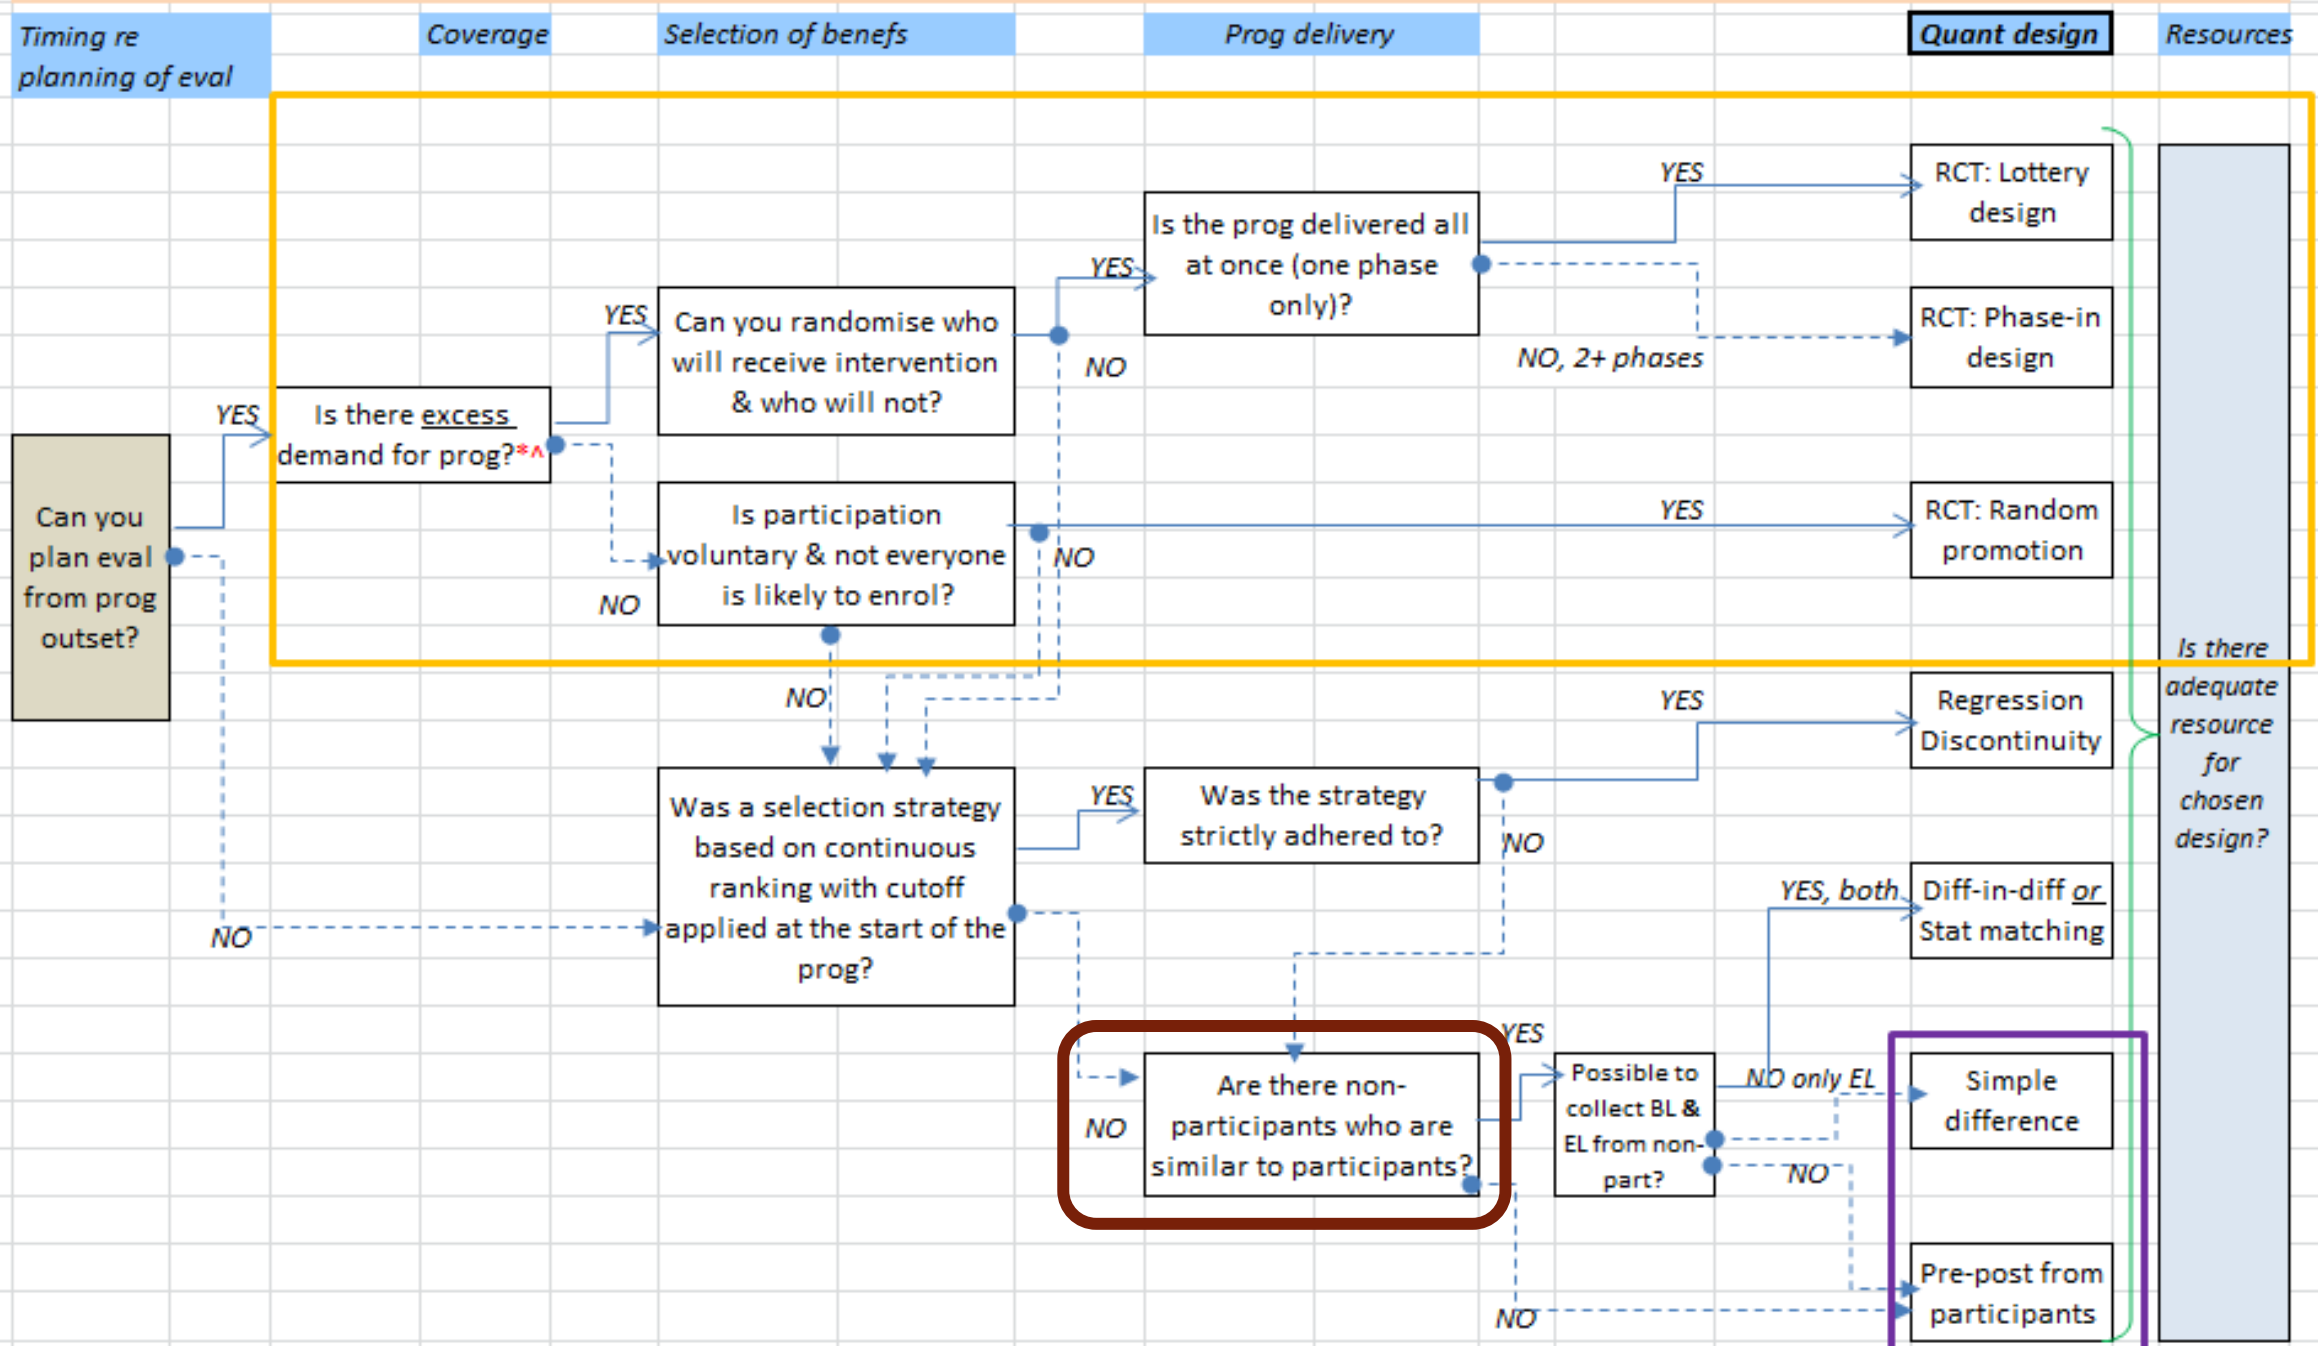 Timing re
planning of eval
Coverage
Selection of benefs
Prog delivery
Quant design
Resources
Can you
plan eval
from prog
outset?
YES
NO
Is there excess
demand for prog?*^
YES
NO
Can you randomise who
will receive intervention
& who will not?
YES
NO
Is the prog delivered all
at once (one phase
only)?
YES
NO, 2+ phases
RCT: Lottery
design
RCT: Phase-in
design
Is participation
voluntary & not everyone
is likely to enrol?
YES
NO
NO
RCT: Random
promotion
Was a selection strategy
based on continuous
ranking with cutoff
applied at the start of the
prog?
YES
NO
Was the strategy
strictly adhered to?
YES
NO
Regression
Discontinuity
Are there non-
participants who are
similar to participants?
YES
NO
Possible to
collect BL &
EL from non-
part?
YES, both
NO only EL
NO
Diff-in-diff or
Stat matching
Simple
difference
Pre-post from
participants
Is there
adequate
resource
for
chosen
design?